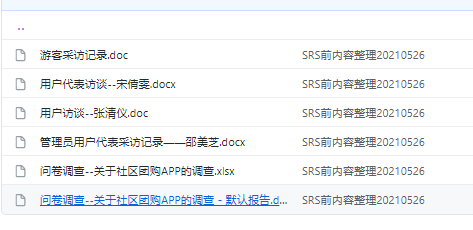 ..
游客采访记录.doc SRS前内容整理20210526
用户代表访谈--宋倩雯.docx SRS前内容整理20210526
用户访谈--张清仪.doc SRS前内容整理20210526
管理员用户代表采访记录——邵美芝.docx SRS前内容整理20210526
问卷调查--关于社区团购APP的调查.xlsx SRS前内容整理20210526
问卷调查--关于社区团购APP的调查 - 默认报告.d... SRS前内容整理20210526